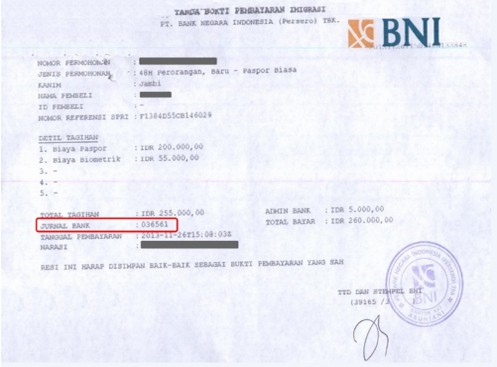 TANDA BUKTI PEMBAYARAN IMIGRASI
PT. BANK NEGARA INDONESIA (Persero) TBK.
BNI
NOMOR PERMOHONAN :
JENIS PERMOHONAN : 48H Perorangan, Baru - Paspor Biasa
KANIM : Jambi
NAMA PEMBELI :
ID PEMBELI : -
NOMOR REFERENSI SPRI : F1384D55CB146029
DETIL TAGIHAN
1. Biaya Paspor : IDR 200.000,00
2. Biaya Biometrik : IDR 55.000,00
3. -
4. -
5. -
TOTAL TAGIHAN : IDR 255.000,00 ADMIN BANK : IDR 5.000,00
JURNAL BANK : 036561 TOTAL BAYAR : IDR 260.000,00
TANGGAL PEMBAYARAN : 2013-11-26T15:08:03Z
NARASI :
RESI INI HARAP DISIMPAN BAIK-BAIK SEBAGAI BUKTI PEMBAYARAN YANG SAH
TTD DAN STEMPEL BNI
(39165 /)
BNI